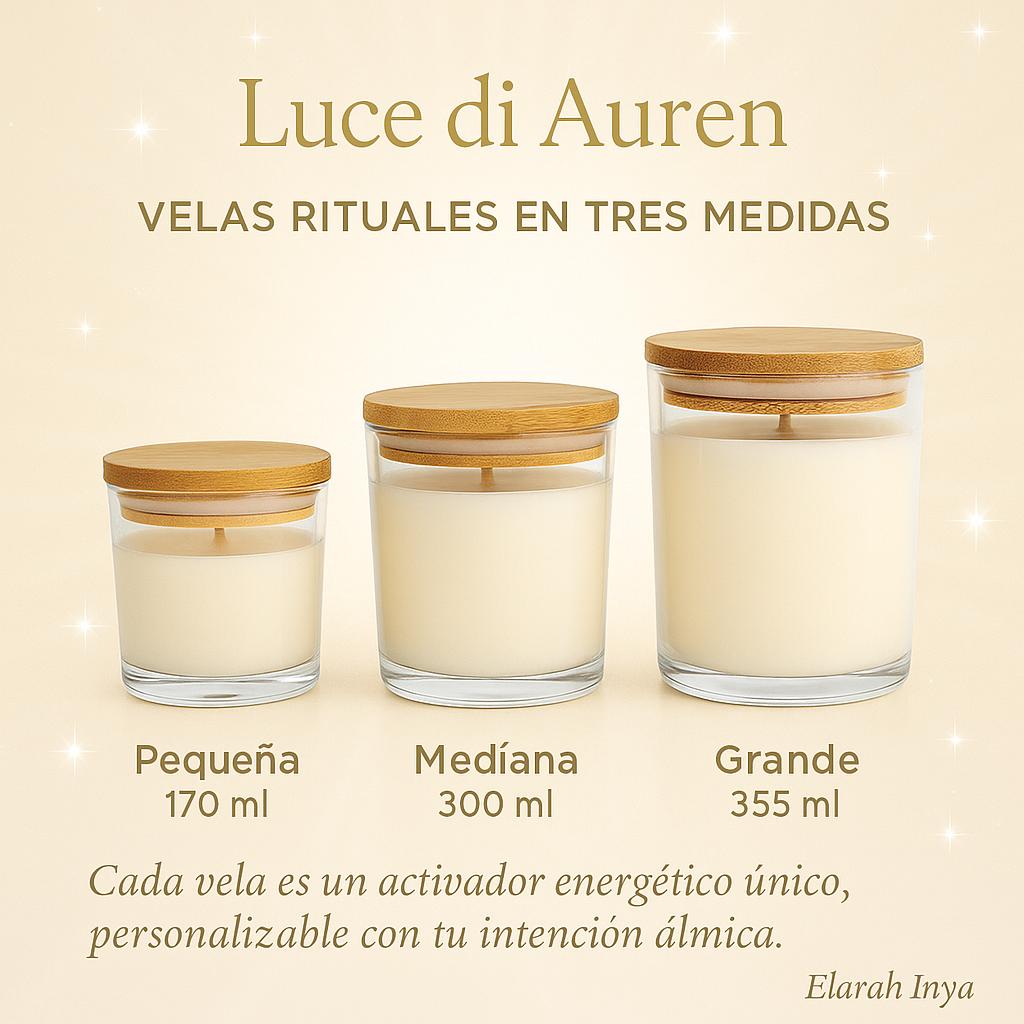 Luce di Auren
VELAS RITUALES EN TRES MEDIDAS
Pequeña
170 ml
Medíana
300 ml
Grande
355 ml
Cada vela es un activador energético único,
personalizable con tu intención álmica.
Elarah Inya